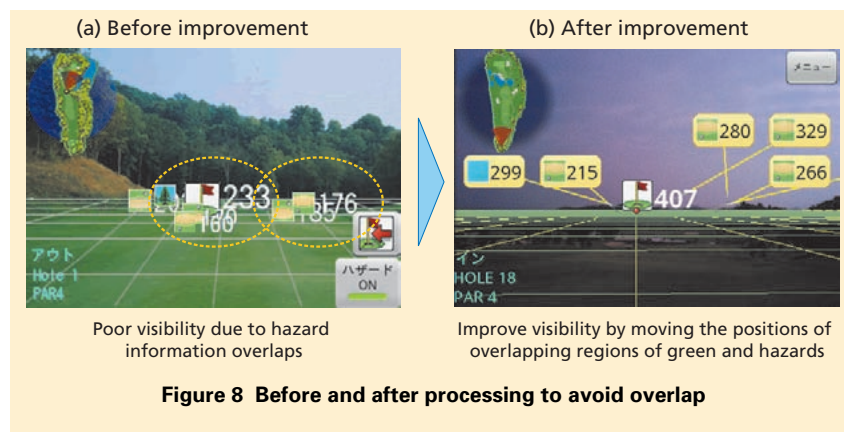 (a) Before improvement
(b) After improvement
233
176
160
アウト
Hole 1
PAR4
ハザード
ON
メニュー
280
329
299
215
266
407
イン
HOLE 18
PAR 4
Poor visibility due to hazard
information overlaps
Improve visibility by moving the positions of
overlapping regions of green and hazards
Figure 8 Before and after processing to avoid overlap